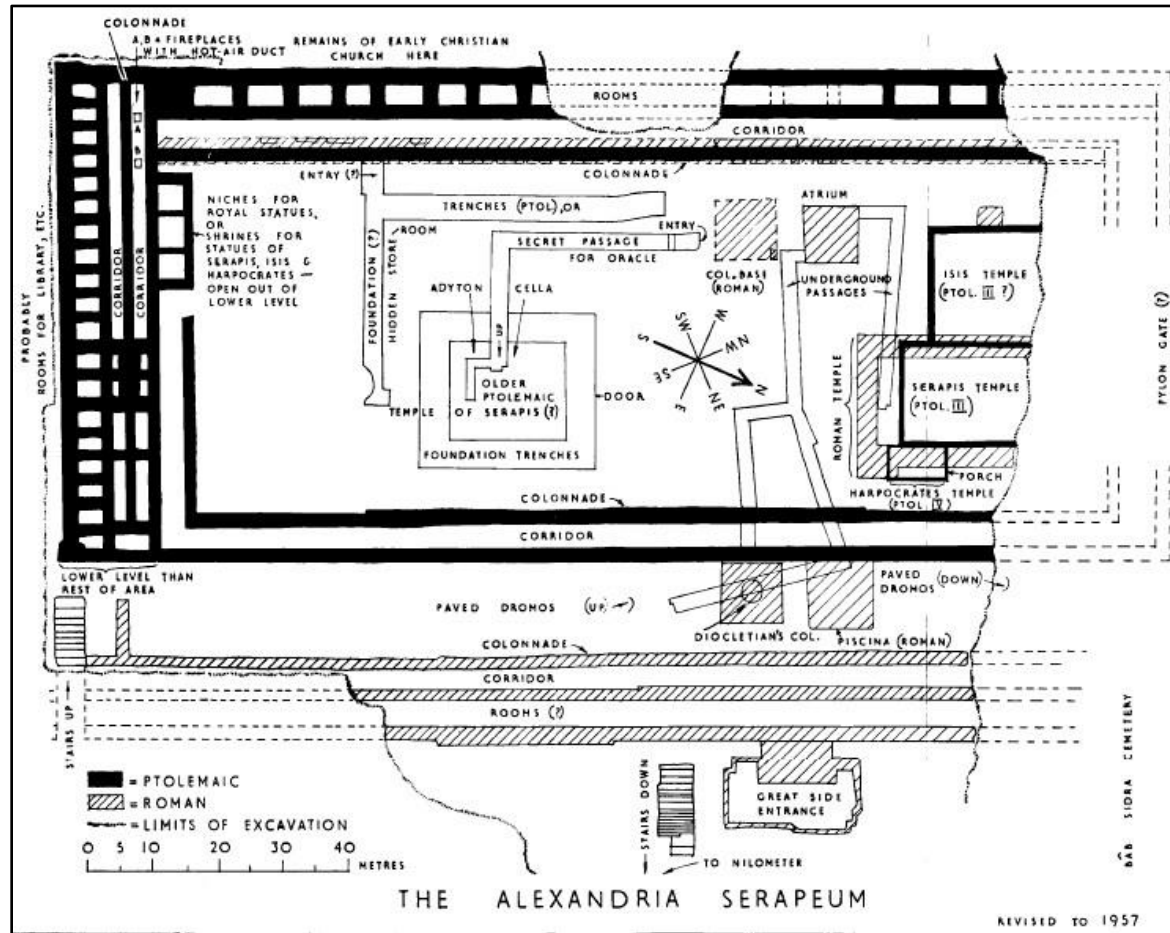 COLONNADE
A,B = FIREPLACES
WITH HOT-AIR DUCT
REMAINS OF EARLY CHRISTIAN
CHURCH HERE
ROOMS
CORRIDOR
COLONNADE
A
B
ENTRY (?)
NICHES FOR
ROYAL STATUES,
OR
SHRINES FOR
STATUES OF
SERAPIS, ISIS &
HARPOCRATES —
OPEN OUT OF
LOWER LEVEL
TRENCHES (PTOL), OR
HIDDEN STORE ROOM
FOUNDATION (?)
ENTRY
SECRET PASSAGE
FOR ORACLE
ATRIUM
COL. BASE
(ROMAN)
UNDERGROUND
PASSAGES
ISIS TEMPLE
(PTOL. III ?)
PYLON GATE (?)
PROBABLY
ROOMS FOR LIBRARY, ETC.
CORRIDOR
CORRIDOR
ADYTON
CELLA
UP
OLDER
PTOLEMAIC
TEMPLE OF SERAPIS (?)
DOOR
FOUNDATION TRENCHES
S
SW
W
NW
N
NE
E
SE
ROMAN TEMPLE
SERAPIS TEMPLE
(PTOL. III)
PORCH
HARPOCRATES TEMPLE
(PTOL. IV)
COLONNADE
CORRIDOR
LOWER LEVEL THAN
REST OF AREA
PAVED DROMOS (UP)
PAVED
DROMOS (DOWN)
DIOCLETIAN'S COL.
PISCINA (ROMAN)
COLONNADE
CORRIDOR
ROOMS (?)
STAIRS UP
STAIRS DOWN
GREAT SIDE
ENTRANCE
TO NILOMETER
BÂB SIDRA CEMETERY
= PTOLEMAIC
= ROMAN
= LIMITS OF EXCAVATION
0 5 10 20 30 40
METRES
THE ALEXANDRIA SERAPEUM
REVISED TO 1957